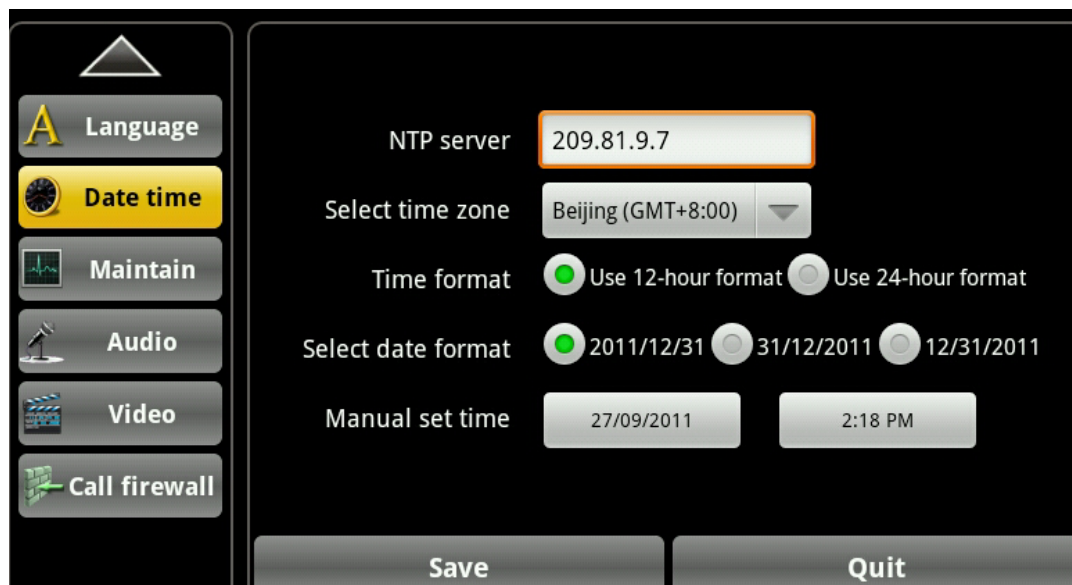 Language
Date time
Maintain
Audio
Video
Call firewall
NTP server 209.81.9.7
Select time zone Beijing (GMT+8:00)
Time format Use 12-hour format Use 24-hour format
Select date format 2011/12/31 31/12/2011 12/31/2011
Manual set time 27/09/2011 2:18 PM
Save Quit